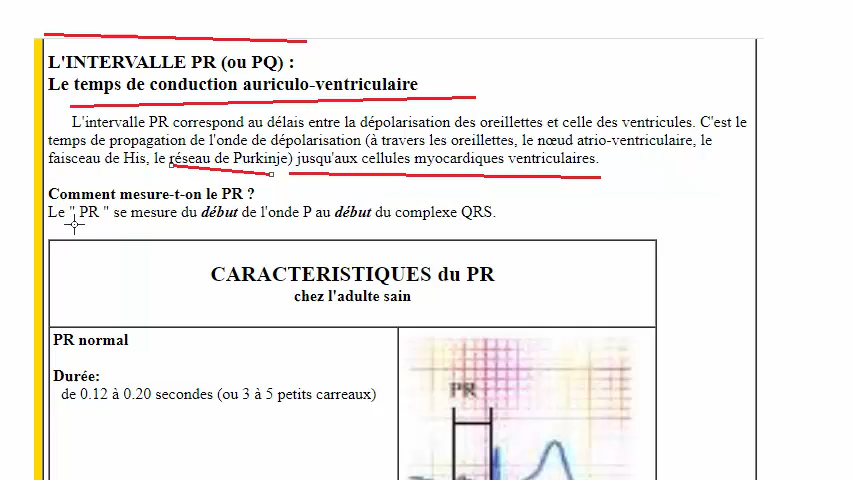 L'INTERVALLE PR (ou PQ) :
Le temps de conduction auriculo-ventriculaire
L'intervalle PR correspond au délais entre la dépolarisation des oreillettes et celle des ventricules. C'est le
temps de propagation de l'onde de dépolarisation (à travers les oreillettes, le nœud atrio-ventriculaire, le
faisceau de His, le réseau de Purkinje) jusqu'aux cellules myocardiques ventriculaires.
Comment mesure-t-on le PR ?
Le " PR " se mesure du début de l'onde P au début du complexe QRS.
CARACTERISTIQUES du PR
chez l'adulte sain
PR normal
Durée:
de 0.12 à 0.20 secondes (ou 3 à 5 petits carreaux)
PR